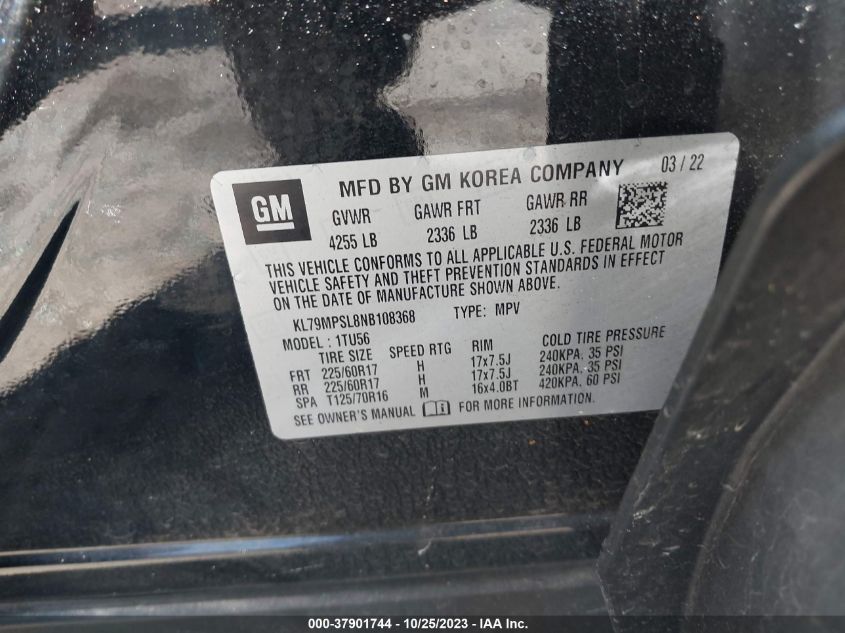 GM
MFD BY GM KOREA COMPANY 03 / 22
GVWR GAWR FRT GAWR RR
4255 LB 2336 LB 2336 LB
THIS VEHICLE CONFORMS TO ALL APPLICABLE U.S. FEDERAL MOTOR
VEHICLE SAFETY AND THEFT PREVENTION STANDARDS IN EFFECT
ON THE DATE OF MANUFACTURE SHOWN ABOVE.
KL79MPSL8NB108368 TYPE: MPV
MODEL : 1TU56
TIRE SIZE SPEED RTG RIM COLD TIRE PRESSURE
FRT 225/60R17 H 17x7.5J 240KPA, 35 PSI
RR 225/60R17 H 17x7.5J 240KPA, 35 PSI
SPA T125/70R16 M 16x4.0BT 420KPA, 60 PSI
SEE OWNER'S MANUAL FOR MORE INFORMATION.
000-37901744 - 10/25/2023 - IAA Inc.